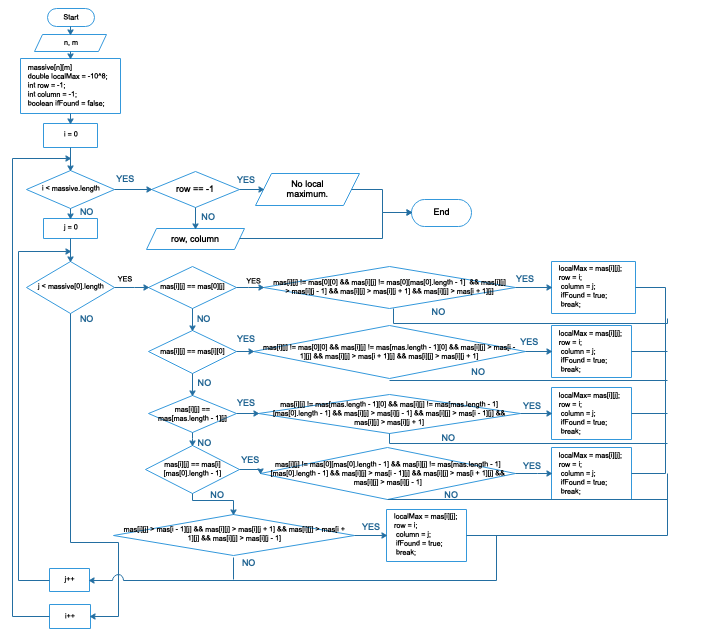 Start
n, m
massive[n][m]
double localMax = -10^6;
int row = -1;
int column = -1;
boolean ifFound = false;
i = 0
i < massive.length
YES
row == -1
YES
No local
maximum.
End
NO
NO
row, column
j = 0
j < massive[0].length
YES
mas[i][j] == mas[0][j]
YES
mas[i][j] != mas[0][0] && mas[i][j] != mas[0][mas[0].length - 1] && mas[i][j]
> mas[i][j - 1] && mas[i][j] > mas[i][j + 1] && mas[i][j] > mas[i + 1][j]
YES
localMax = mas[i][j];
row = i;
column = j;
ifFound = true;
break;
NO
NO
NO
mas[i][j] == mas[i][0]
YES
mas[i][j] != mas[0][0] && mas[i][j] != mas[mas.length - 1][0] && mas[i][j] > mas[i -
1][j] && mas[i][j] > mas[i + 1][j] && mas[i][j] > mas[i][j + 1]
YES
localMax = mas[i][j];
row = i;
column = j;
ifFound = true;
break;
NO
NO
mas[i][j] ==
mas[mas.length - 1][j]
YES
mas[i][j] != mas[mas.length - 1][0] && mas[i][j] != mas[mas.length - 1]
[mas[0].length - 1] && mas[i][j] > mas[i][j - 1] && mas[i][j] > mas[i - 1][j] &&
mas[i][j] > mas[i][j + 1]
YES
localMax= mas[i][j];
row = i;
column = j;
ifFound = true;
break;
NO
NO
mas[i][j] == mas[i]
[mas[0].length - 1]
YES
mas[i][j] != mas[0][mas[0].length - 1] && mas[i][j] != mas[mas.length - 1]
[mas[0].length - 1] && mas[i][j] > mas[i - 1][j] && mas[i][j] > mas[i + 1][j] &&
mas[i][j] > mas[i][j - 1]
YES
localMax = mas[i][j];
row = i;
column = j;
ifFound = true;
break;
NO
NO
mas[i][j] > mas[i - 1][j] && mas[i][j] > mas[i][j + 1] && mas[i][j] > mas[i +
1][j] && mas[i][j] > mas[i][j - 1]
YES
localMax = mas[i][j];
row = i;
column = j;
ifFound = true;
break;
NO
j++
i++